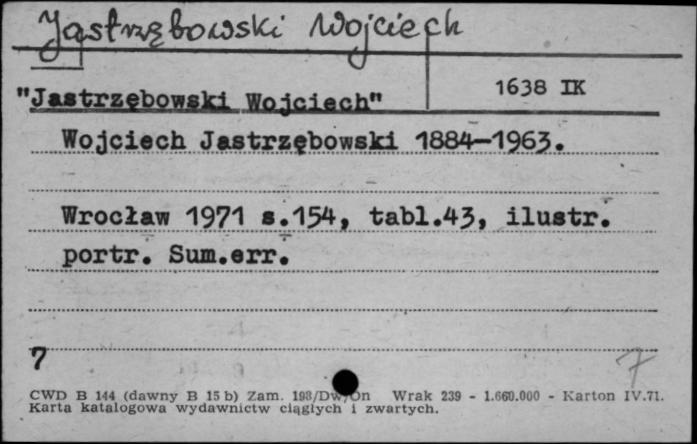 Jastrzębowski Wojciech
1638 IK
"Jastrzębowski Wojciech"
Wojciech Jastrzębowski 1884-1963.
Wrocław 1971 s.154, tabl.43, ilustr.
portr. Sum.err.
7
7
CWD B 144 (dawny B 15 b) Zam. 198/Dw/On Wrak 239 - 1.660.000 - Karton IV.71.
Karta katalogowa wydawnictw ciągłych i zwartych.